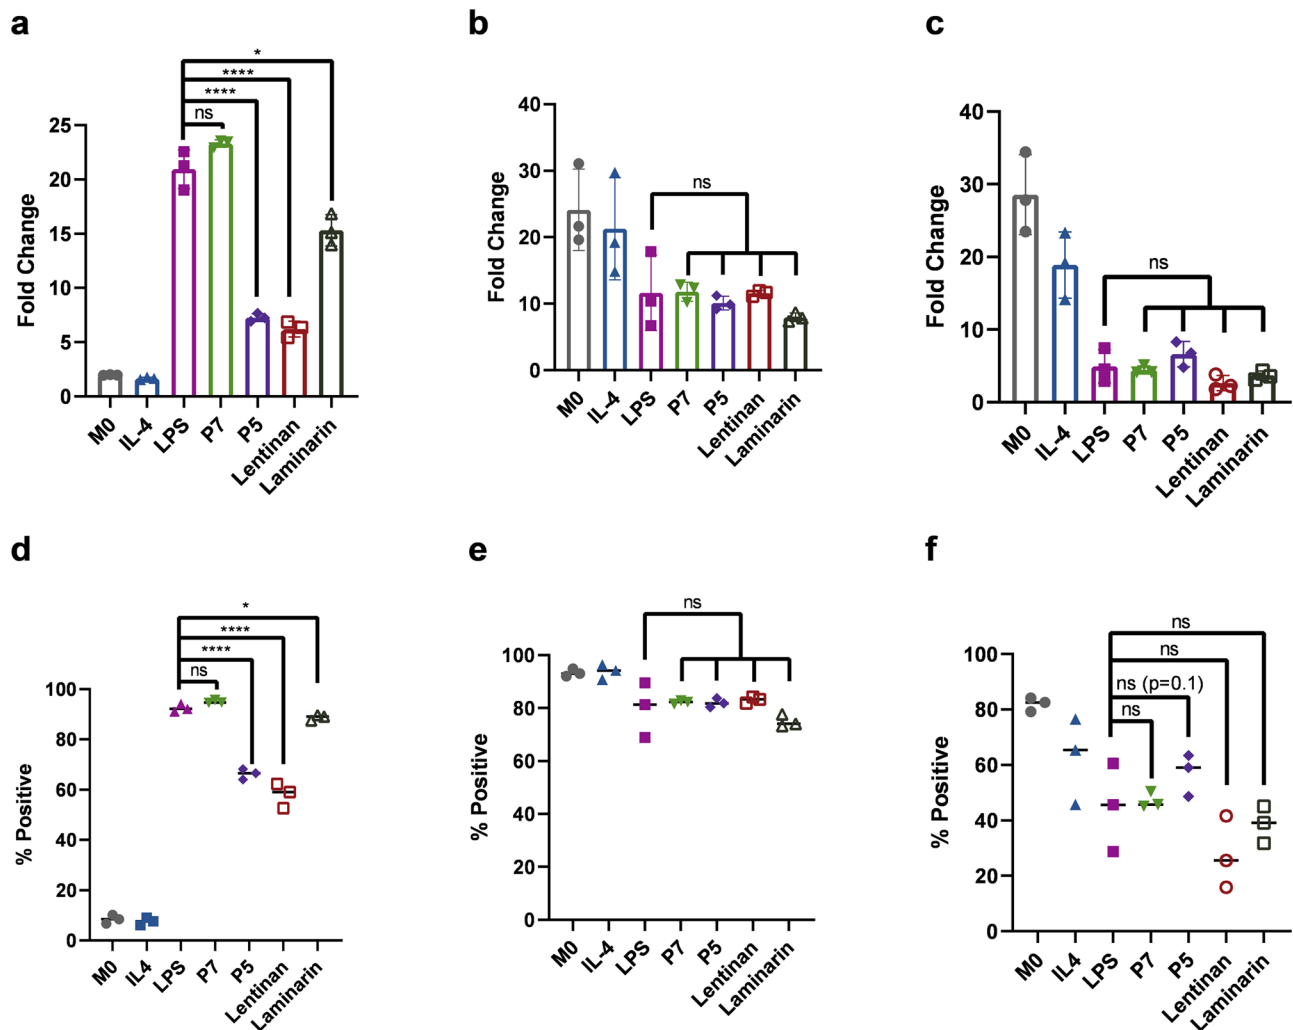 a
*
****
****
ns
Fold Change
25
20
15
10
5
0
M0
IL-4
LPS
P7
P5
Lentinan
Laminarin
b
ns
Fold Change
40
30
20
10
0
M0
IL-4
LPS
P7
P5
Lentinan
Laminarin
c
ns
Fold Change
40
30
20
10
0
M0
IL-4
LPS
P7
P5
Lentinan
Laminarin
d
*
****
****
ns
% Positive
100
80
60
40
20
0
M0
IL4
LPS
P7
P5
Lentinan
Laminarin
e
ns
% Positive
100
80
60
40
20
0
M0
IL-4
LPS
P7
P5
Lentinan
Laminarin
f
ns
ns
ns (p=0.1)
ns
% Positive
100
80
60
40
20
0
M0
IL4
LPS
P7
P5
Lentinan
Laminarin